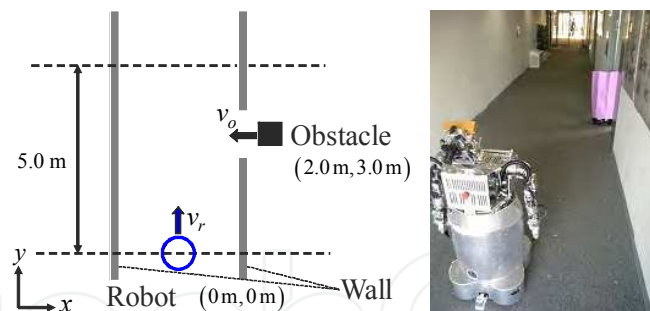 v_o
Obstacle
(2.0 m, 3.0 m)
5.0 m
v_r
y
x
Robot (0 m, 0 m) Wall